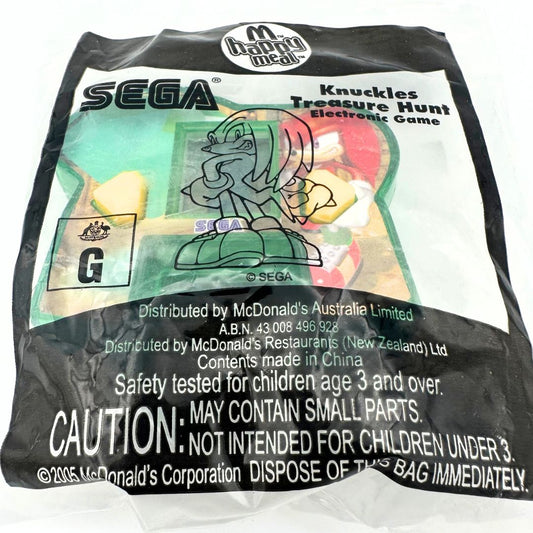 M™
happy
meal™
SEGA®
Knuckles
Treasure Hunt
Electronic Game
SEGA
G
© SEGA
Distributed by McDonald's Australia Limited
A.B.N. 43 008 496 928
Distributed by McDonald's Restaurants (New Zealand) Ltd
Contents made in China
Safety tested for children age 3 and over.
CAUTION: MAY CONTAIN SMALL PARTS.
NOT INTENDED FOR CHILDREN UNDER 3.
©2005 McDonald's Corporation DISPOSE OF THIS BAG IMMEDIATELY.